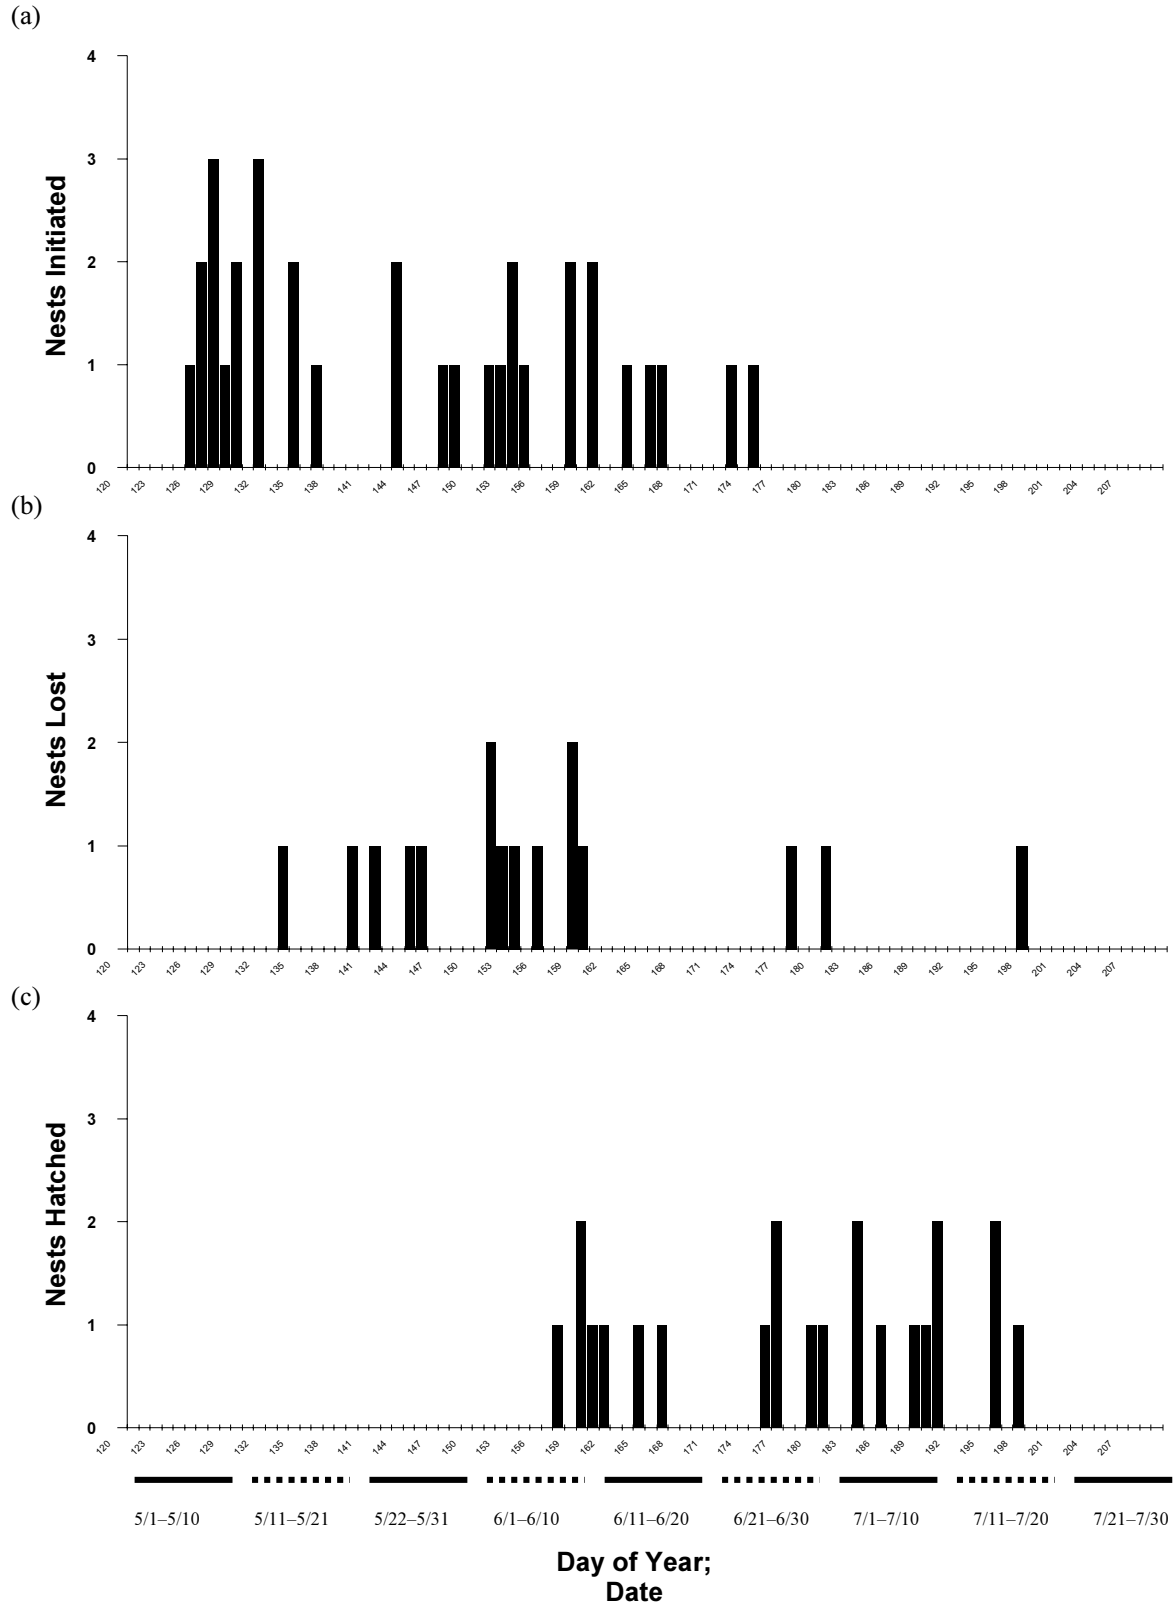 (a)
4
3
2
1
0
Nests Initiated
120 123 126 129 132 135 138 141 144 147 150 153 156 159 162 165 168 171 174 177 180 183 186 189 192 195 198 201 204 207
(b)
4
3
2
1
0
Nests Lost
120 123 126 129 132 135 138 141 144 147 150 153 156 159 162 165 168 171 174 177 180 183 186 189 192 195 198 201 204 207
(c)
4
3
2
1
0
Nests Hatched
120 123 126 129 132 135 138 141 144 147 150 153 156 159 162 165 168 171 174 177 180 183 186 189 192 195 198 201 204 207
5/1–5/10 5/11–5/21 5/22–5/31 6/1–6/10 6/11–6/20 6/21–6/30 7/1–7/10 7/11–7/20 7/21–7/30
Day of Year;
Date